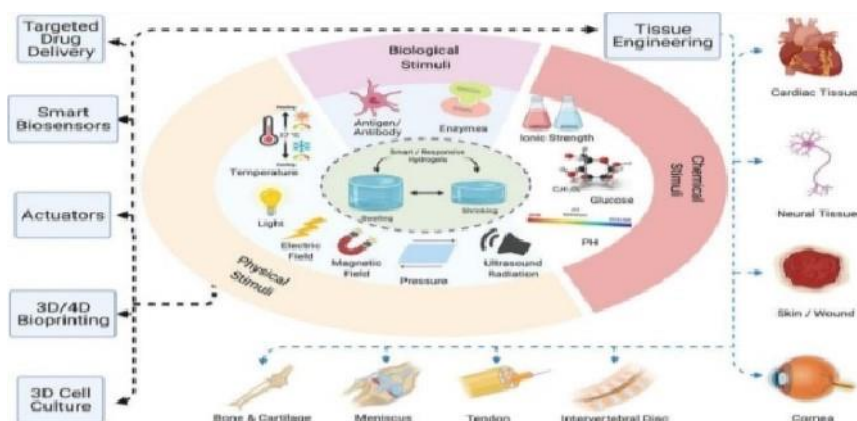 Targeted
Drug
Delivery
Smart
Biosensors
Actuators
3D/4D
Bioprinting
3D Cell
Culture
Tissue
Engineering
Biological
Stimuli
Antigen/
Antibody
Enzymes
Chemical
Stimuli
Ionic Strength
Glucose
PH
Physical
Stimuli
37°C
Temperature
Light
Electric
Field
Magnetic
Field
Pressure
Ultrasound
Radiation
Smart / Responsive
Hydrogels
Swelling
Shrinking
Cardiac Tissue
Neural Tissue
Skin / Wound
Cornea
Bone & Cartilage
Meniscus
Tendon
Intervertebral Disc